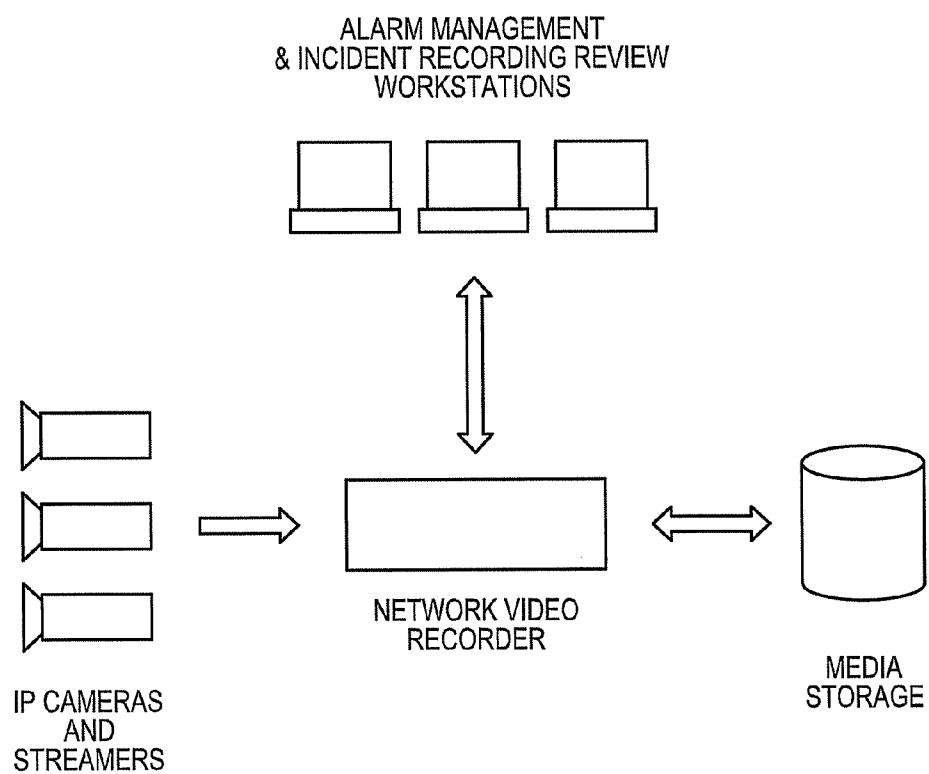 ALARM MANAGEMENT
& INCIDENT RECORDING REVIEW
WORKSTATIONS
NETWORK VIDEO
RECORDER
MEDIA
STORAGE
IP CAMERAS
AND
STREAMERS